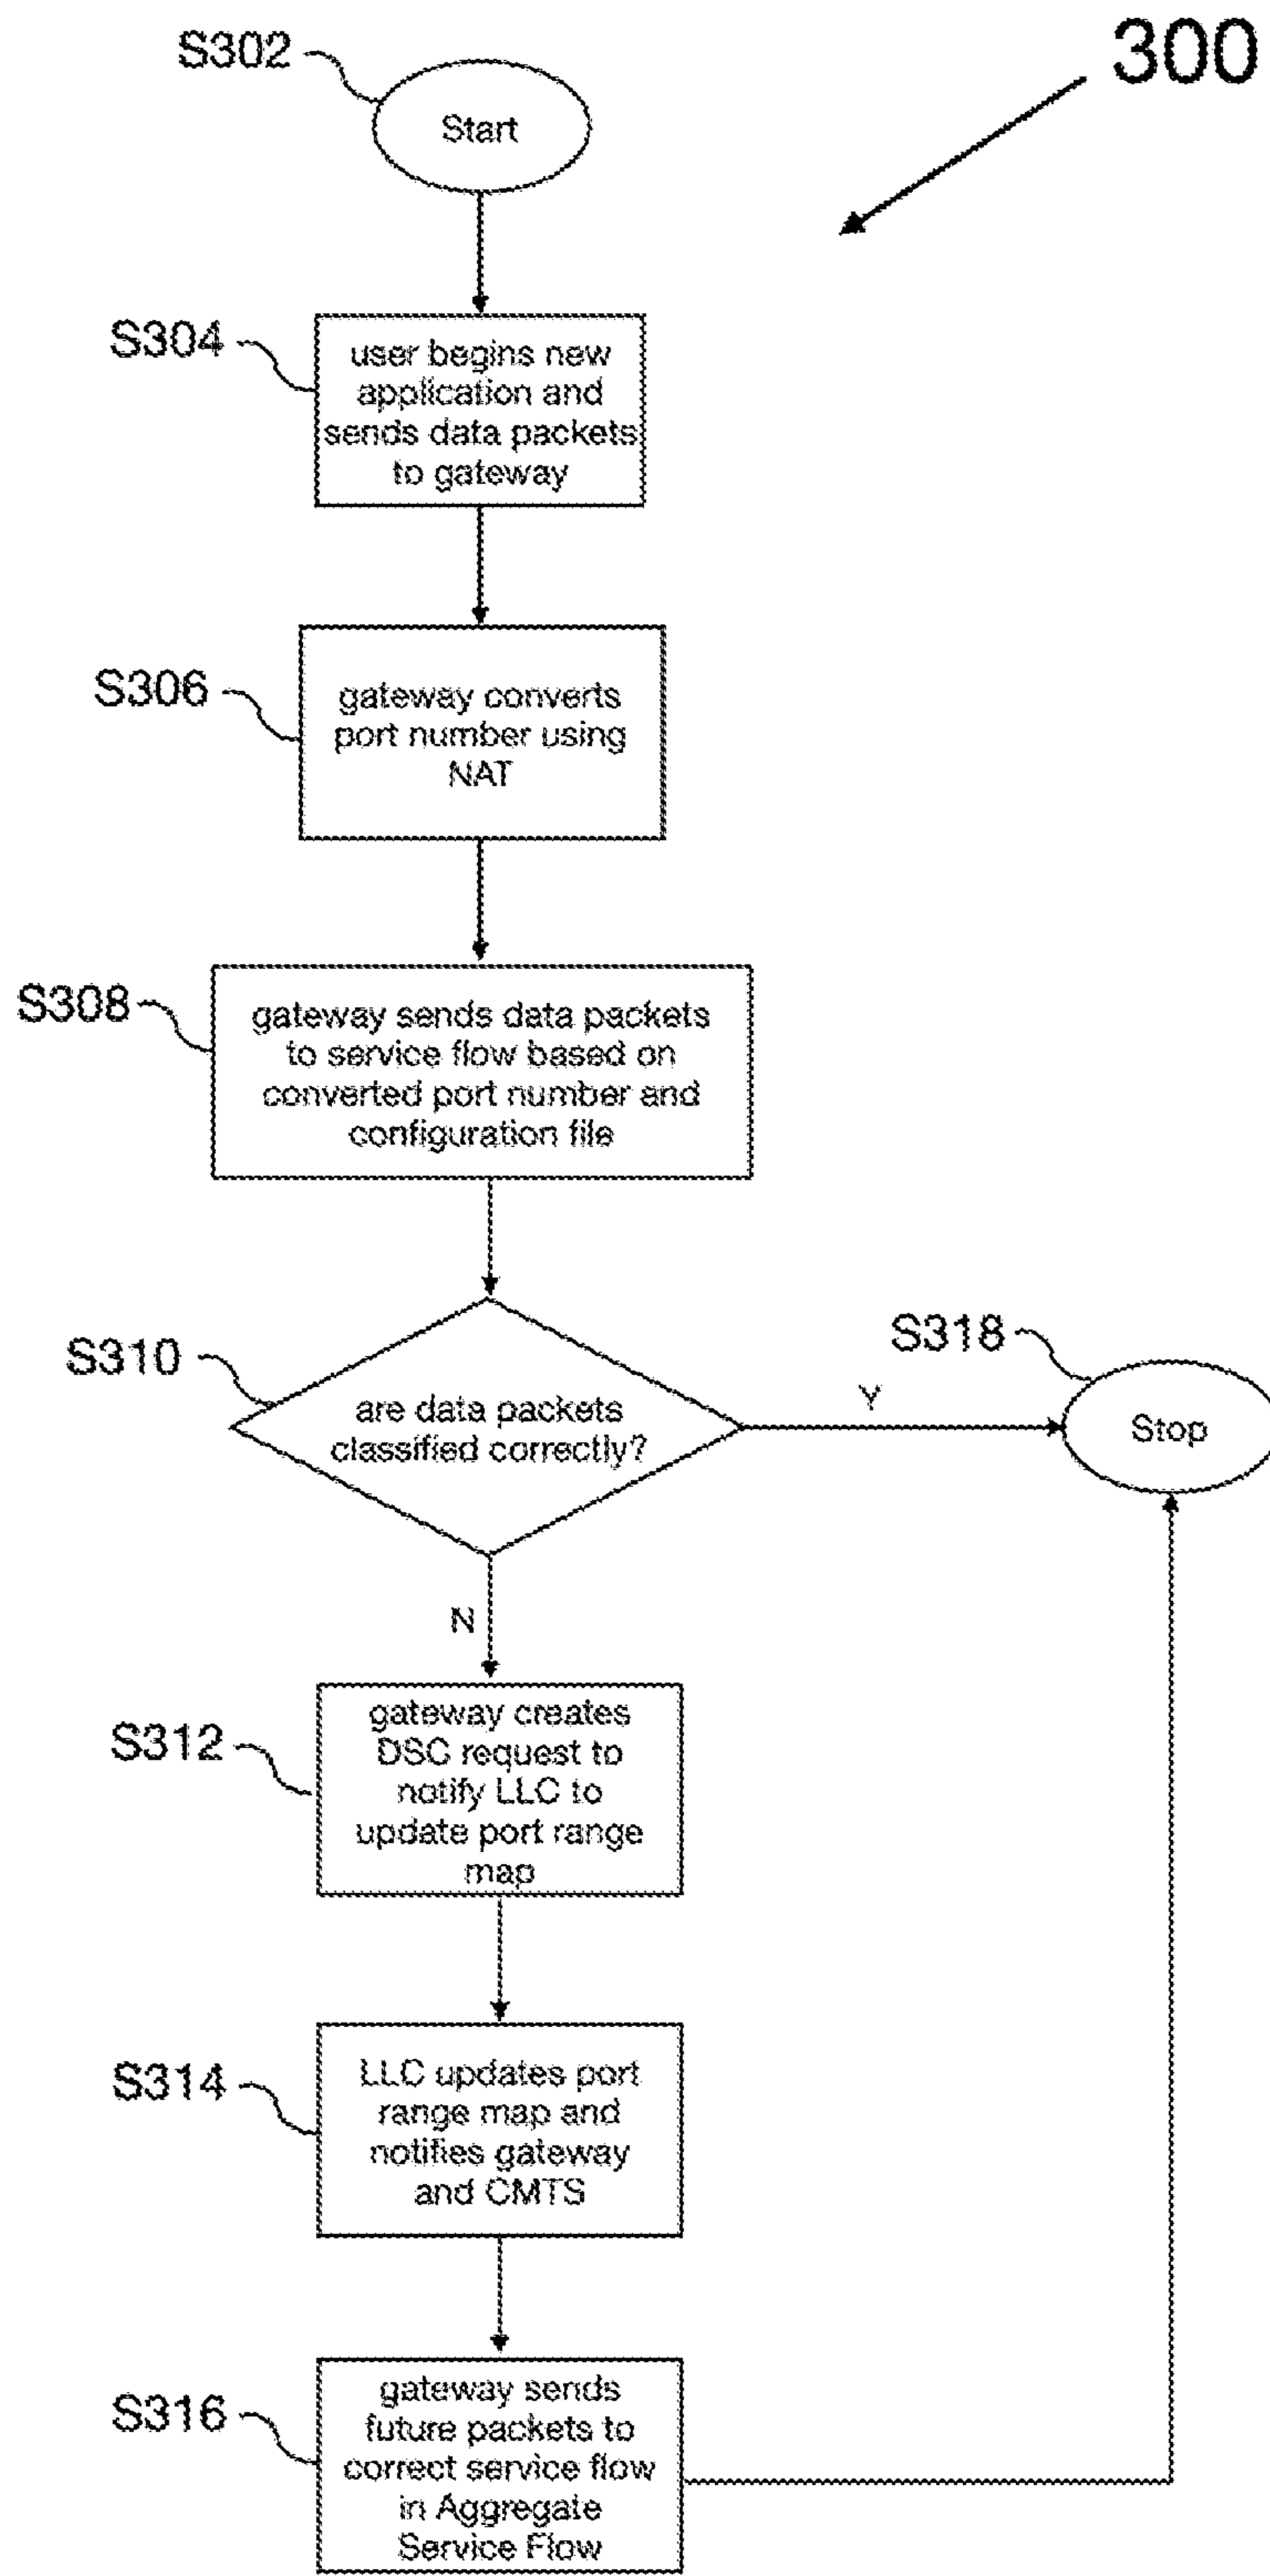 300
S302
Start
S304
user begins new
application and
sends data packets
to gateway
S306
gateway converts
port number using
NAT
S308
gateway sends data packets
to service flow based on
converted port number and
configuration file
S310
are data packets
classified correctly?
Y
S318
Stop
N
S312
gateway creates
DSC request to
notify LLC to
update port range
map
S314
LLC updates port
range map and
notifies gateway
and CMTS
S316
gateway sends
future packets to
correct service flow
in Aggregate
Service Flow